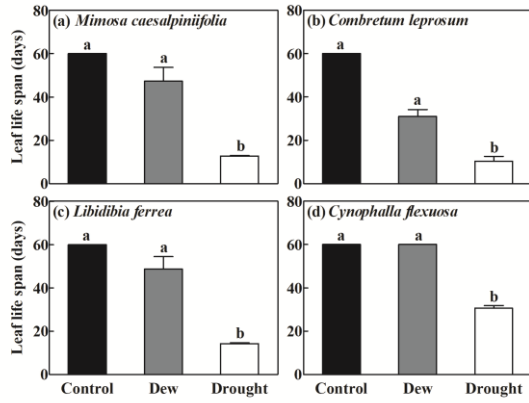 (a) Mimosa caesalpiniifolia
Leaf life span (days)
80
60
40
20
0
a
a
b
(b) Combretum leprosum
80
60
40
20
0
a
a
b
(c) Libidibia ferrea
Leaf life span (days)
80
60
40
20
0
a
a
b
Control Dew Drought
(d) Cynophalla flexuosa
80
60
40
20
0
a
a
b
Control Dew Drought